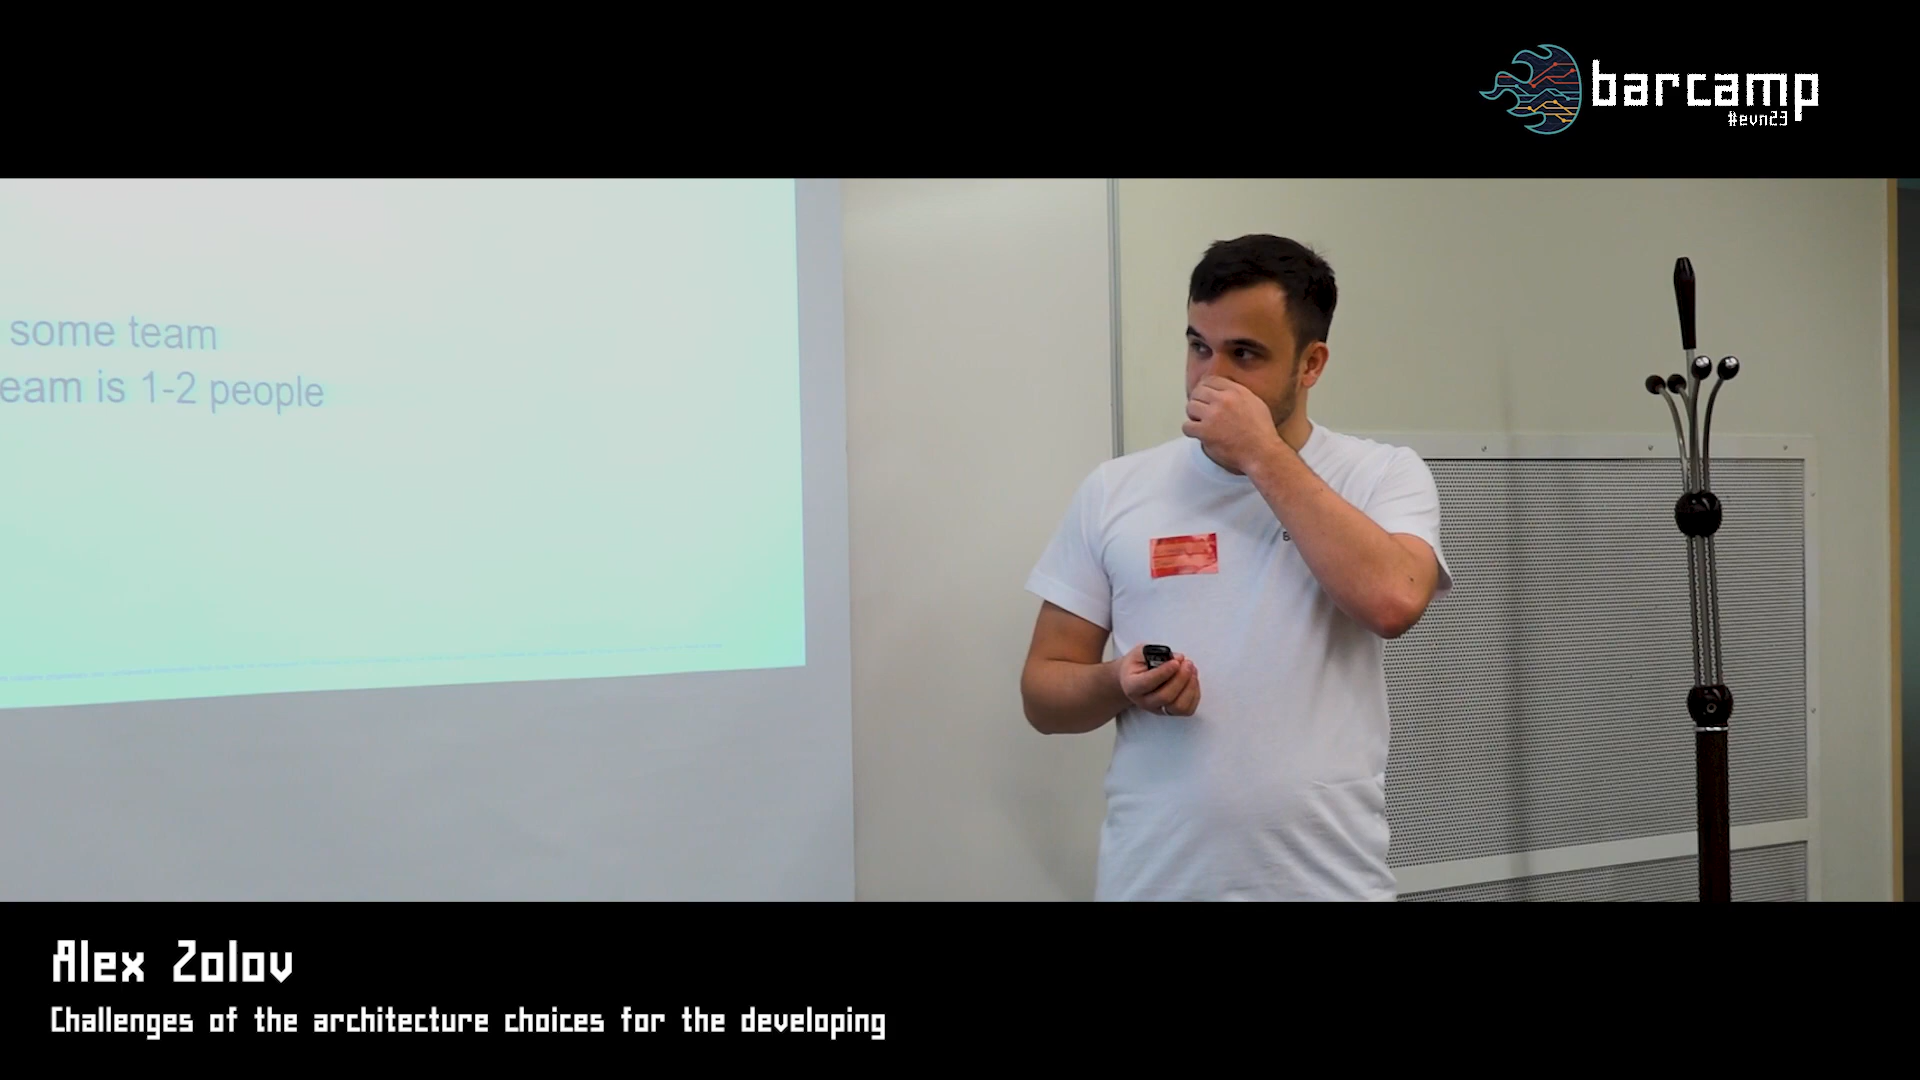 barcamp
#evn23
some team
eam is 1-2 people
Alex Zolov
Challenges of the architecture choices for the developing